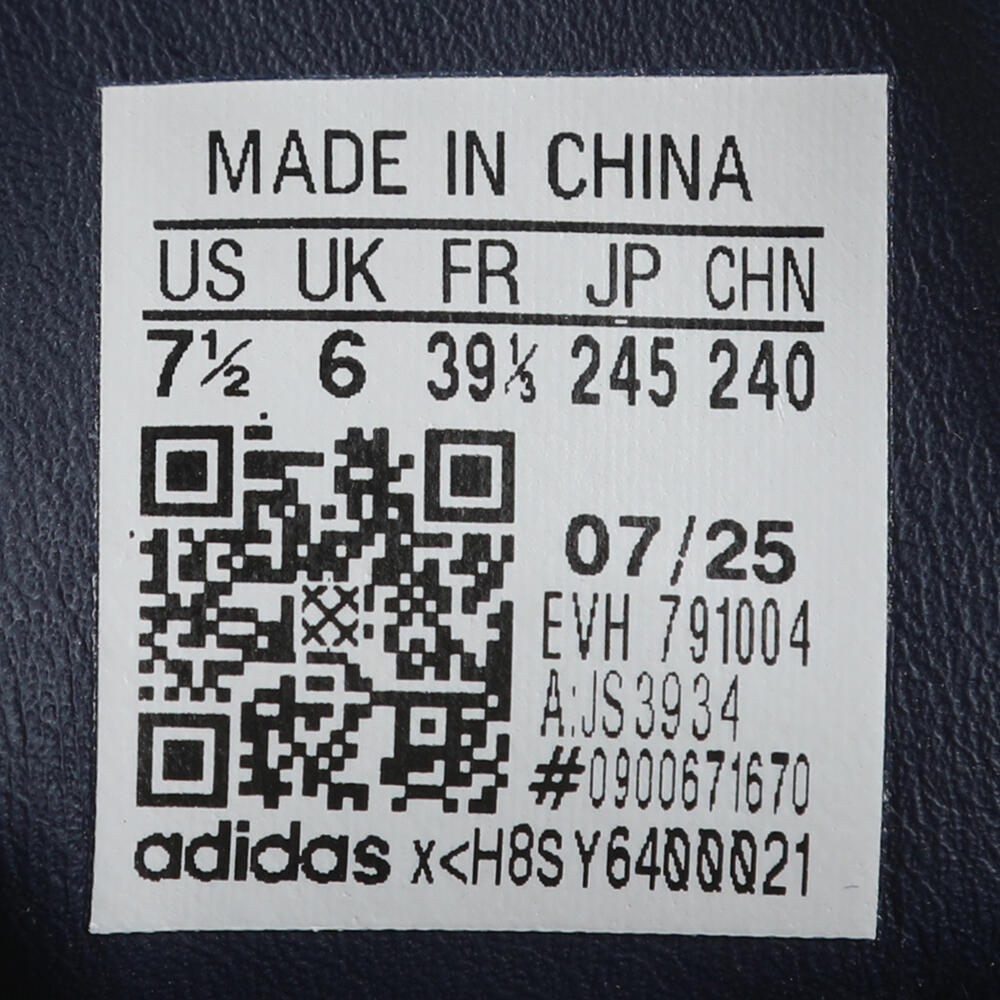 MADE IN CHINA
US UK FR JP CHN
7½ 6 39⅓ 245 240
07/25
EVH 791004
A:JS3934
#0900671670
adidas x<H8SY6400021